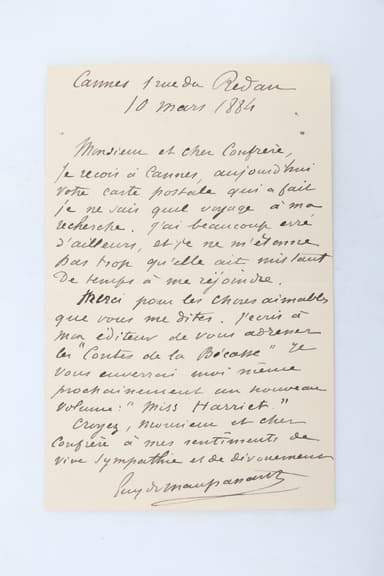 Cannes 1 rue du Redan
10 mars 1884
Monsieur et cher Confrère,
je reçois à Cannes, aujourd'hui
votre carte postale qui a fait
je ne sais quel voyage à ma
recherche. J'ai beaucoup erré
d'ailleurs, et je ne m'étonne
pas trop qu'elle ait mis tant
De temps à me rejoindre.
Merci pour les choses aimables
que vous me dites. J'écris à
mon éditeur de vous adresser
les "Contes de la Bécasse" Je
vous enverrai moi même
prochainement un nouveau
volume: "Miss Harriet."
Croyez, Monsieur et cher
Confrère à mes sentiments de
vive sympathie et de dévouement
Guy de Maupassant